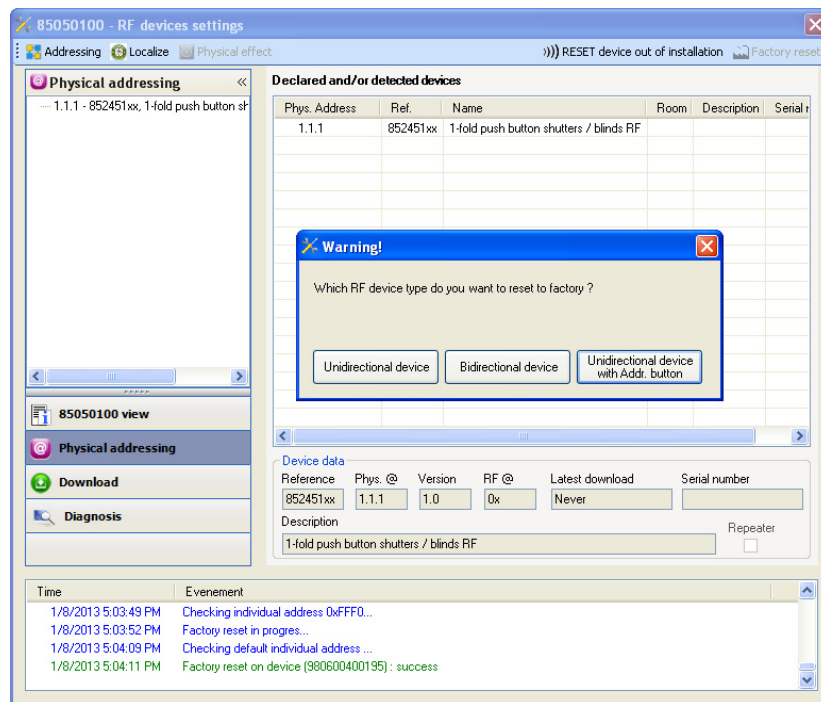 85050100 - RF devices settings
Addressing Localize Physical effect ))) RESET device out of installation Factory reset
Physical addressing «
1.1.1 - 852451xx, 1-fold push button sh
Declared and/or detected devices
Phys. Address Ref. Name Room Description Serial
1.1.1 852451xx 1-fold push button shutters / blinds RF
Warning!
Which RF device type do you want to reset to factory ?
Unidirectional device
Bidirectional device
Unidirectional device
with Addr. button
85050100 view
Physical addressing
Download
Diagnosis
Device data
Reference Phys. @ Version RF @ Latest download Serial number
852451xx 1.1.1 1.0 0x Never
Description
Repeater
1-fold push button shutters / blinds RF
Time Evenement
1/8/2013 5:03:49 PM Checking individual address 0xFFF0...
1/8/2013 5:03:52 PM Factory reset in progres...
1/8/2013 5:04:09 PM Checking default individual address ...
1/8/2013 5:04:11 PM Factory reset on device (980600400195) : success